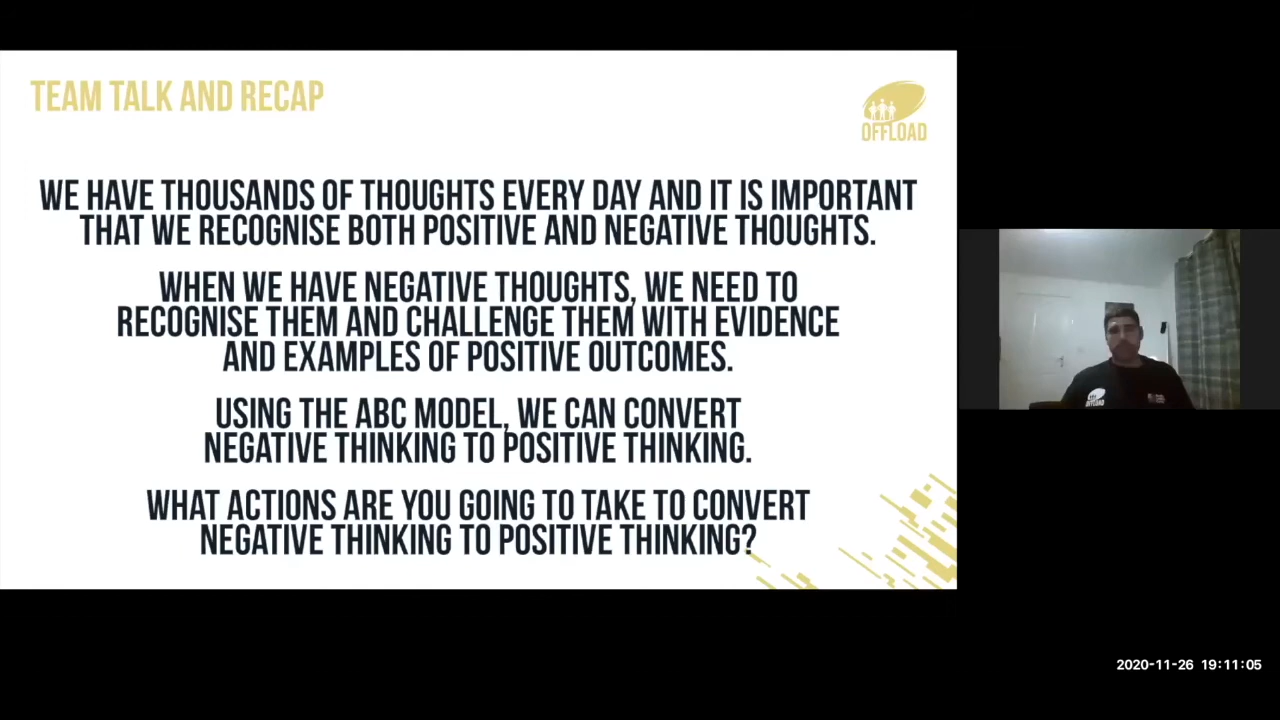 TEAM TALK AND RECAP
OFFLOAD
WE HAVE THOUSANDS OF THOUGHTS EVERY DAY AND IT IS IMPORTANT
THAT WE RECOGNISE BOTH POSITIVE AND NEGATIVE THOUGHTS.
WHEN WE HAVE NEGATIVE THOUGHTS, WE NEED TO
RECOGNISE THEM AND CHALLENGE THEM WITH EVIDENCE
AND EXAMPLES OF POSITIVE OUTCOMES.
USING THE ABC MODEL, WE CAN CONVERT
NEGATIVE THINKING TO POSITIVE THINKING.
WHAT ACTIONS ARE YOU GOING TO TAKE TO CONVERT
NEGATIVE THINKING TO POSITIVE THINKING?
OFFLOAD
2020-11-26 19:11:05